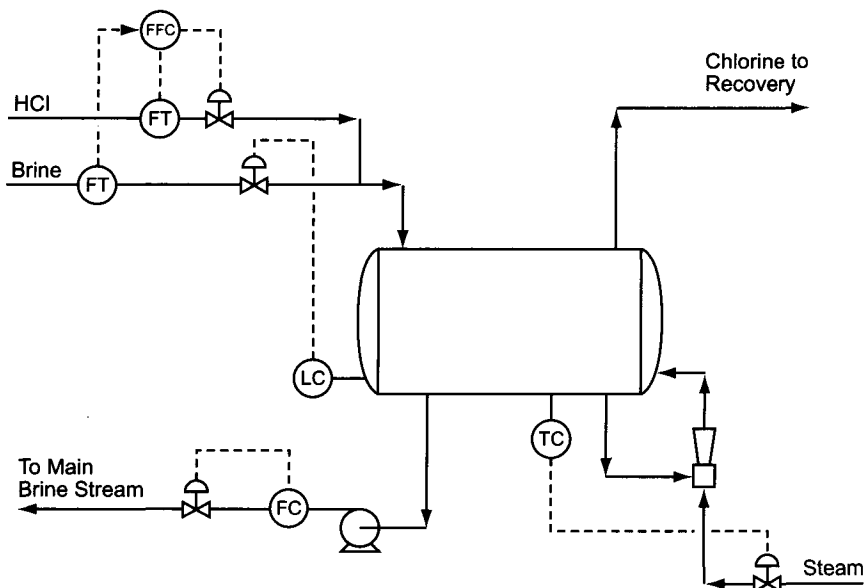 FFC
Chlorine to
Recovery
HCl
FT
Brine
FT
LC
TC
To Main
Brine Stream
FC
Steam